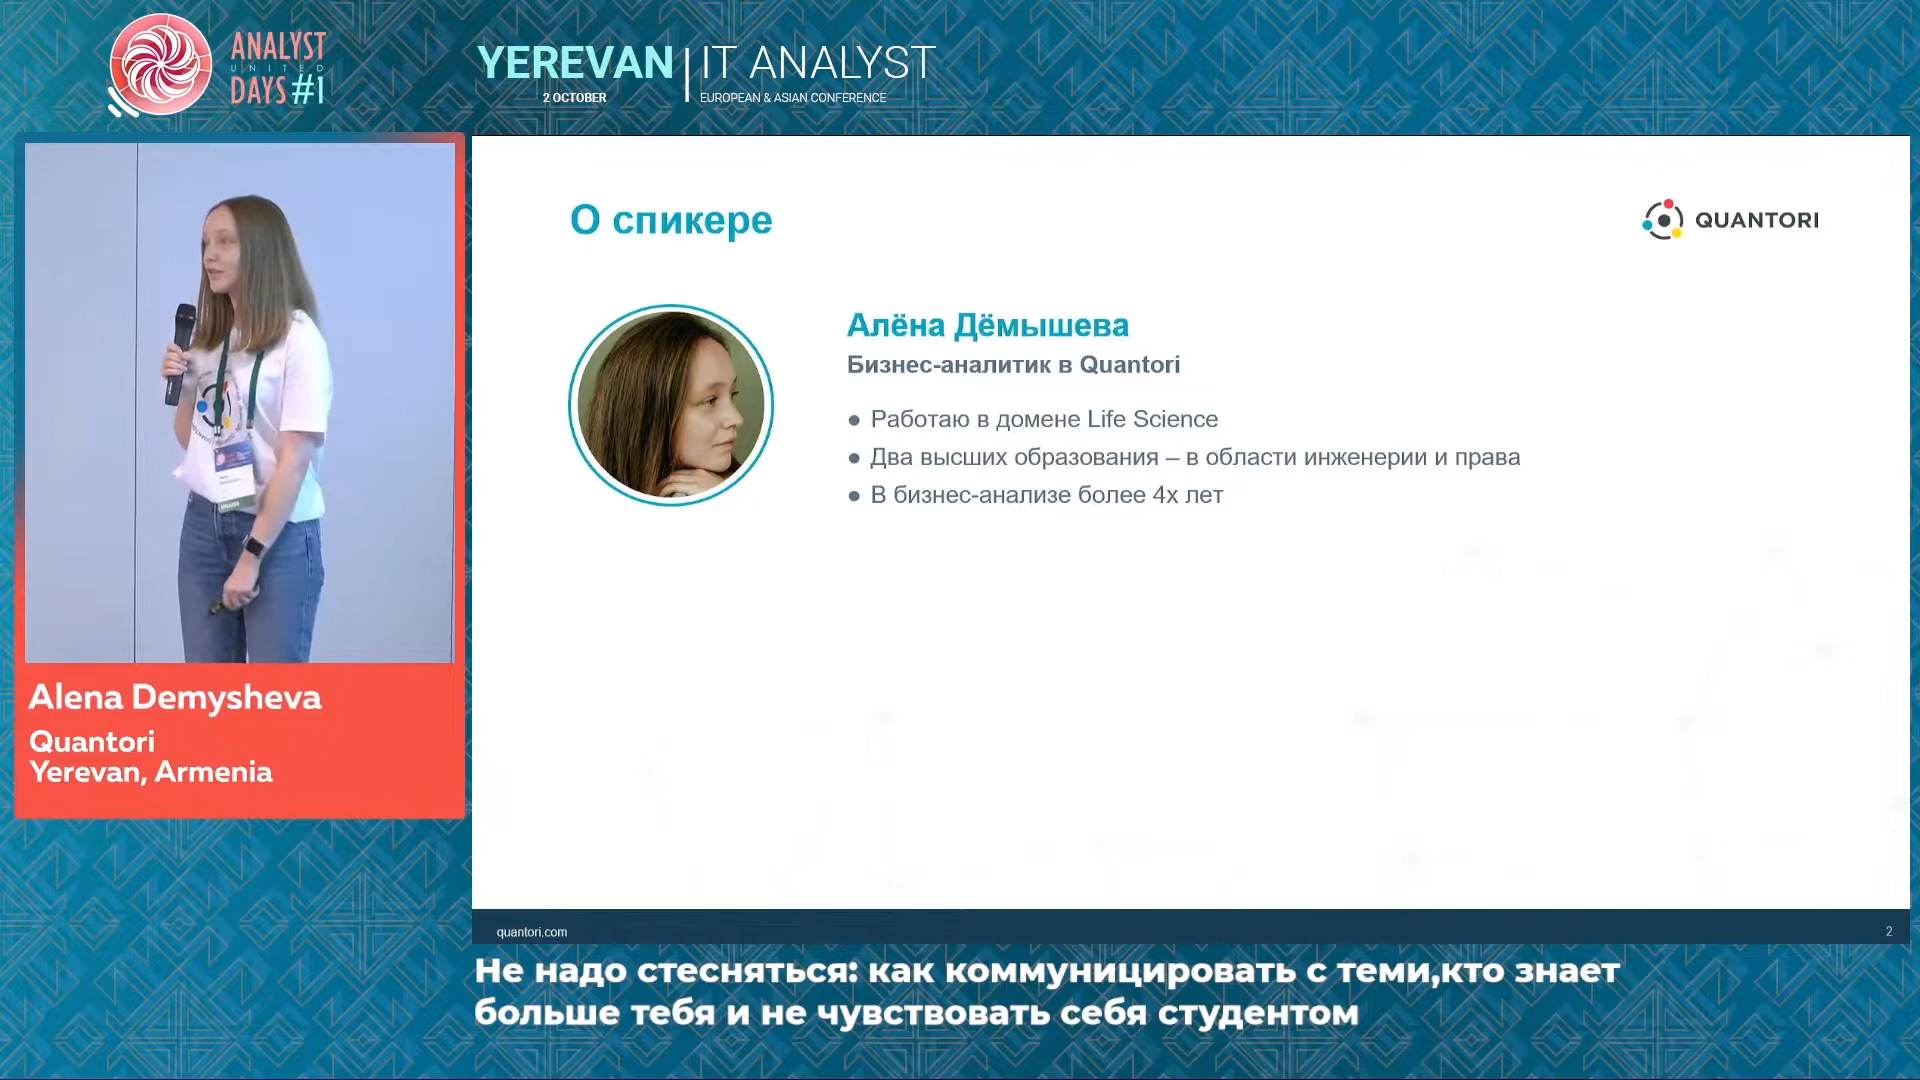 ANALYST
UNITED
DAYS #1
YEREVAN
2 OCTOBER
IT ANALYST
EUROPEAN & ASIAN CONFERENCE
О спикере
QUANTORI
Алёна Дёмышева
Бизнес-аналитик в Quantori
● Работаю в домене Life Science
● Два высших образования – в области инженерии и права
● В бизнес-анализе более 4х лет
Alena Demysheva
Quantori
Yerevan, Armenia
quantori.com
2
Не надо стесняться: как коммуницировать с теми,кто знает
больше тебя и не чувствовать себя студентом